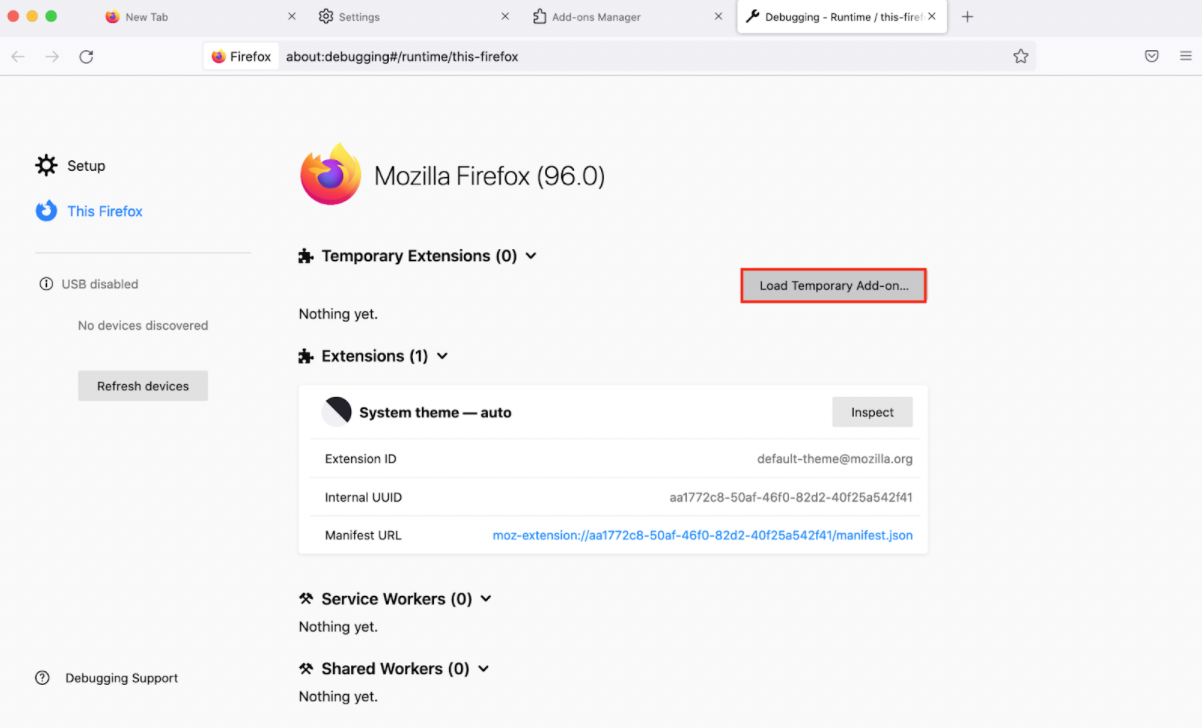 New Tab
Settings
Add-ons Manager
Debugging - Runtime / this-firef
Firefox
about:debugging#/runtime/this-firefox
Setup
This Firefox
USB disabled
No devices discovered
Refresh devices
Debugging Support
Mozilla Firefox (96.0)
Temporary Extensions (0)
Load Temporary Add-on...
Nothing yet.
Extensions (1)
System theme — auto
Inspect
Extension ID
default-theme@mozilla.org
Internal UUID
aa1772c8-50af-46f0-82d2-40f25a542f41
Manifest URL
moz-extension://aa1772c8-50af-46f0-82d2-40f25a542f41/manifest.json
Service Workers (0)
Nothing yet.
Shared Workers (0)
Nothing yet.